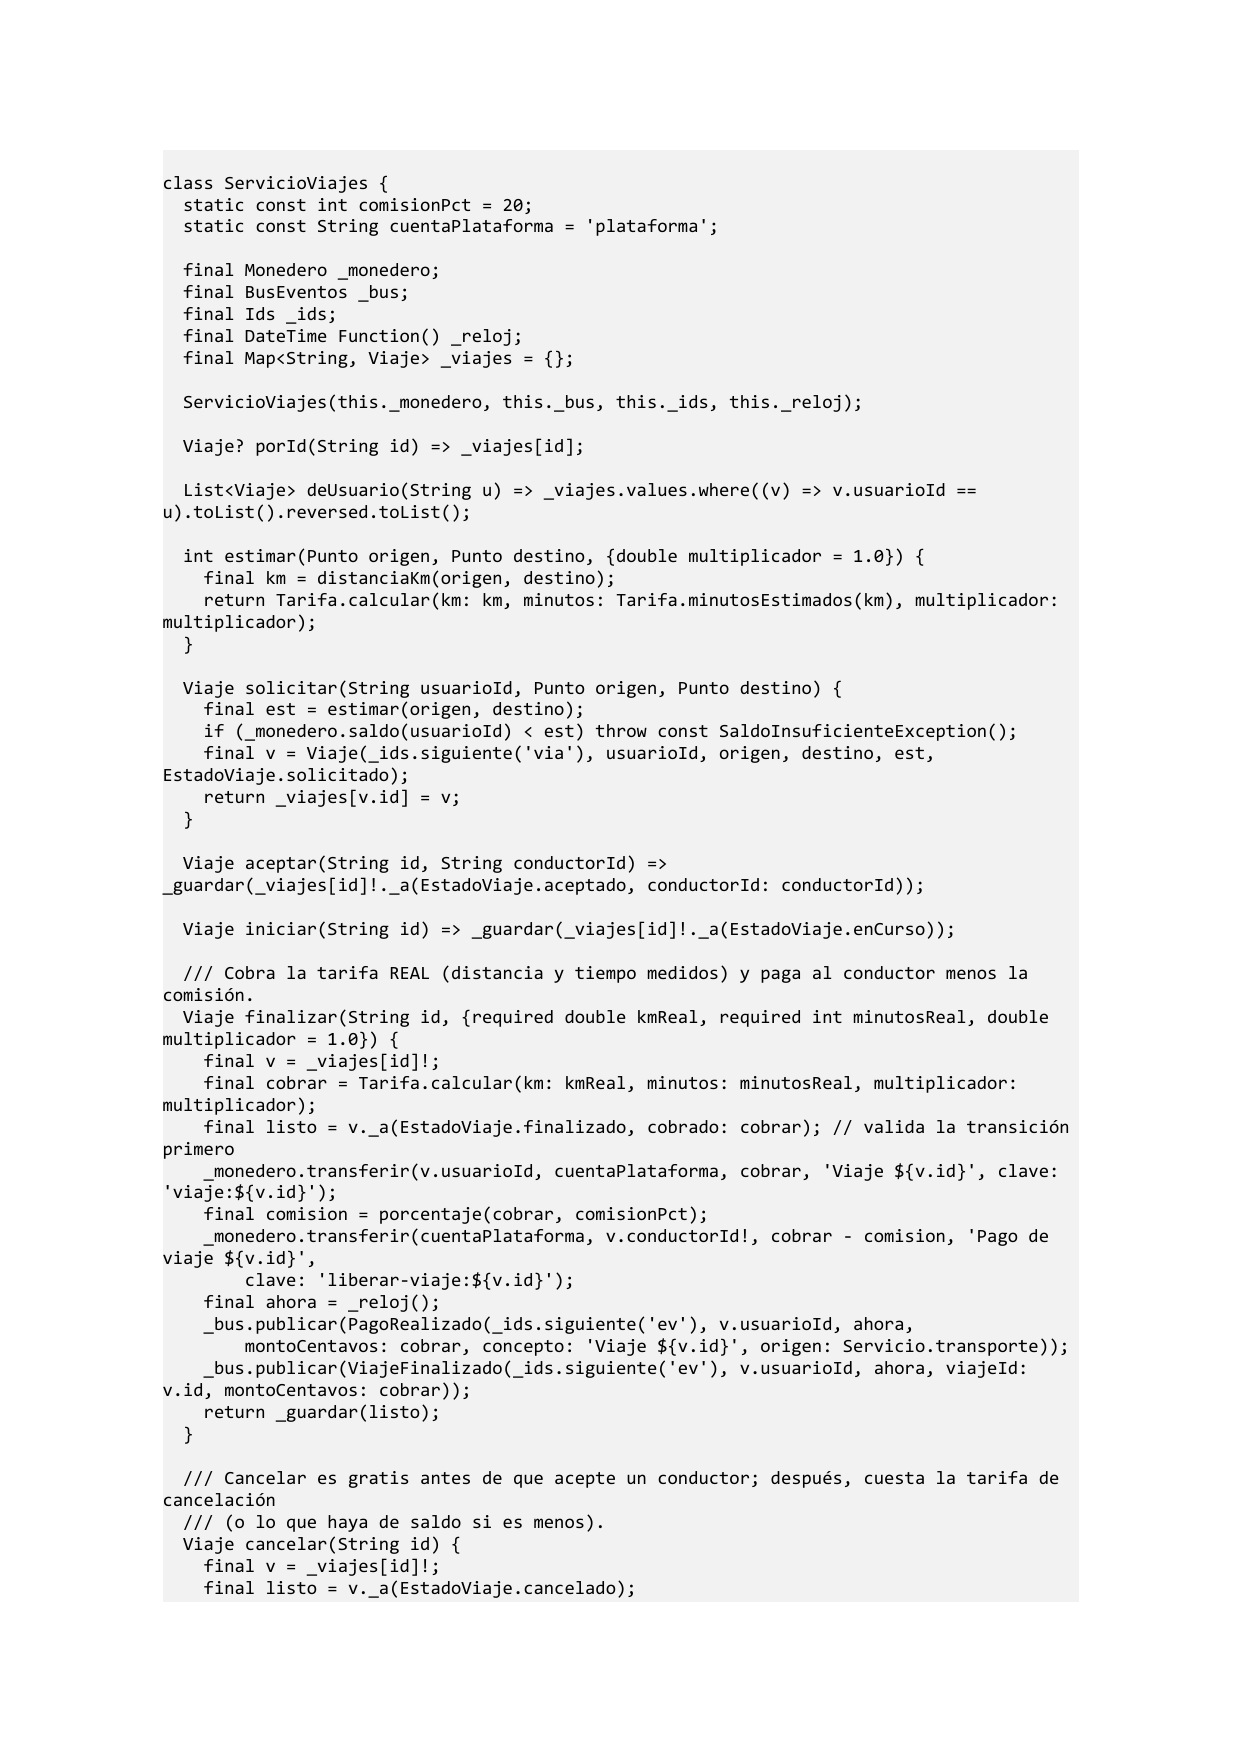 class ServicioViajes {
  static const int comisionPct = 20;
  static const String cuentaPlataforma = 'plataforma';

  final Monedero _monedero;
  final BusEventos _bus;
  final Ids _ids;
  final DateTime Function() _reloj;
  final Map<String, Viaje> _viajes = {};

  ServicioViajes(this._monedero, this._bus, this._ids, this._reloj);

  Viaje? porId(String id) => _viajes[id];

  List<Viaje> deUsuario(String u) => _viajes.values.where((v) => v.usuarioId ==
u).toList().reversed.toList();

  int estimar(Punto origen, Punto destino, {double multiplicador = 1.0}) {
    final km = distanciaKm(origen, destino);
    return Tarifa.calcular(km: km, minutos: Tarifa.minutosEstimados(km), multiplicador:
multiplicador);
  }

  Viaje solicitar(String usuarioId, Punto origen, Punto destino) {
    final est = estimar(origen, destino);
    if (_monedero.saldo(usuarioId) < est) throw const SaldoInsuficienteException();
    final v = Viaje(_ids.siguiente('via'), usuarioId, origen, destino, est,
EstadoViaje.solicitado);
    return _viajes[v.id] = v;
  }

  Viaje aceptar(String id, String conductorId) =>
_guardar(_viajes[id]!._a(EstadoViaje.aceptado, conductorId: conductorId));

  Viaje iniciar(String id) => _guardar(_viajes[id]!._a(EstadoViaje.enCurso));

  /// Cobra la tarifa REAL (distancia y tiempo medidos) y paga al conductor menos la
comisión.
  Viaje finalizar(String id, {required double kmReal, required int minutosReal, double
multiplicador = 1.0}) {
    final v = _viajes[id]!;
    final cobrar = Tarifa.calcular(km: kmReal, minutos: minutosReal, multiplicador:
multiplicador);
    final listo = v._a(EstadoViaje.finalizado, cobrado: cobrar); // valida la transición
primero
    _monedero.transferir(v.usuarioId, cuentaPlataforma, cobrar, 'Viaje ${v.id}', clave:
'viaje:${v.id}');
    final comision = porcentaje(cobrar, comisionPct);
    _monedero.transferir(cuentaPlataforma, v.conductorId!, cobrar - comision, 'Pago de
viaje ${v.id}',
        clave: 'liberar-viaje:${v.id}');
    final ahora = _reloj();
    _bus.publicar(PagoRealizado(_ids.siguiente('ev'), v.usuarioId, ahora,
        montoCentavos: cobrar, concepto: 'Viaje ${v.id}', origen: Servicio.transporte));
    _bus.publicar(ViajeFinalizado(_ids.siguiente('ev'), v.usuarioId, ahora, viajeId:
v.id, montoCentavos: cobrar));
    return _guardar(listo);
  }

  /// Cancelar es gratis antes de que acepte un conductor; después, cuesta la tarifa de
cancelación
  /// (o lo que haya de saldo si es menos).
  Viaje cancelar(String id) {
    final v = _viajes[id]!;
    final listo = v._a(EstadoViaje.cancelado);